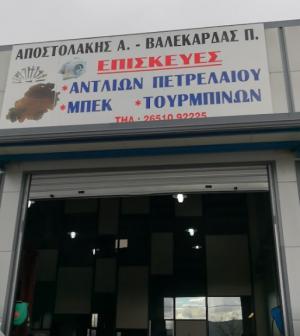 ΑΠΟΣΤΟΛΑΚΗΣ Α. - ΒΑΛΕΚΑΡΔΑΣ Π.
ΕΠΙΣΚΕΥΕΣ
*ΑΝΤΛΙΩΝ ΠΕΤΡΕΛΑΙΟΥ
*ΜΠΕΚ *ΤΟΥΡΜΠΙΝΩΝ
ΤΗΛ : 26510 92225